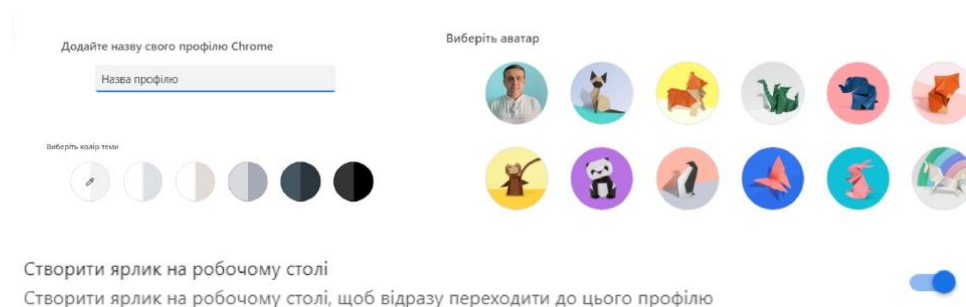 Додайте назву свого профілю Chrome
Назва профілю
Виберіть колір теми
Виберіть аватар
Створити ярлик на робочому столі
Створити ярлик на робочому столі, щоб відразу переходити до цього профілю